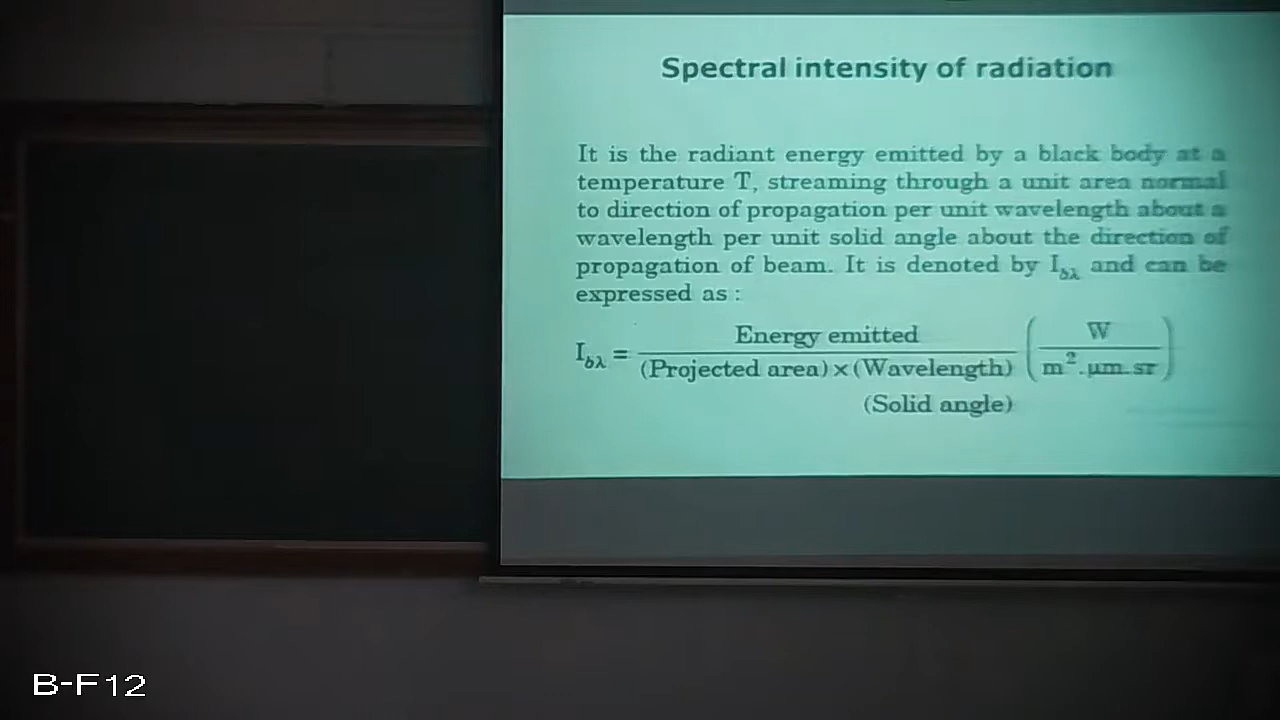 Spectral intensity of radiation
It is the radiant energy emitted by a black body at a
temperature T, streaming through a unit area normal
to direction of propagation per unit wavelength about a
wavelength per unit solid angle about the direction of
propagation of beam. It is denoted by I_bλ and can be
expressed as :
I_bλ = Energy emitted / (Projected area) × (Wavelength) (W / m².μm.sr)
(Solid angle)
B-F12